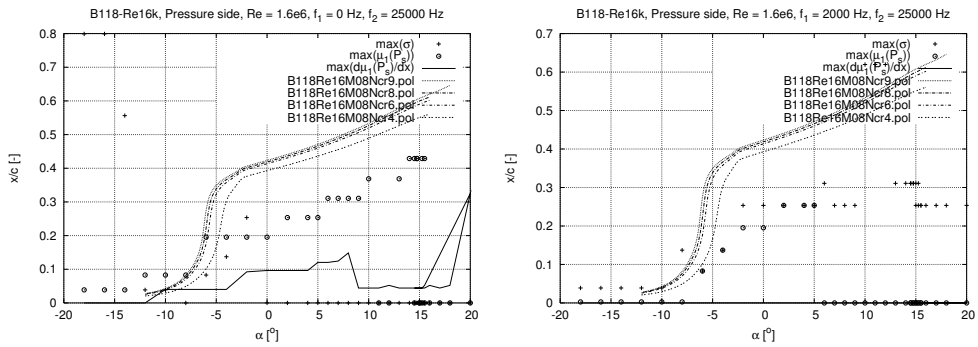 B118-Re16k, Pressure side, Re = 1.6e6, f₁ = 0 Hz, f₂ = 25000 Hz
max(σ)
max(μ₁(Pₛ))
max(dμ₁(Pₛ)/dx)
B118Re16M08Ncr9.pol
B118Re16M08Ncr8.pol
B118Re16M08Ncr6.pol
B118Re16M08Ncr4.pol
0.8
0.7
0.6
0.5
0.4
0.3
0.2
0.1
0
x/c [-]
-20 -15 -10 -5 0 5 10 15 20
α [°]
B118-Re16k, Pressure side, Re = 1.6e6, f₁ = 2000 Hz, f₂ = 25000 Hz
max(σ)
max(μ₁(Pₛ))
max(dμ₁(Pₛ)/dx)
B118Re16M08Ncr9.pol
B118Re16M08Ncr8.pol
B118Re16M08Ncr6.pol
B118Re16M08Ncr4.pol
0.7
0.6
0.5
0.4
0.3
0.2
0.1
0
x/c [-]
-20 -15 -10 -5 0 5 10 15 20
α [°]